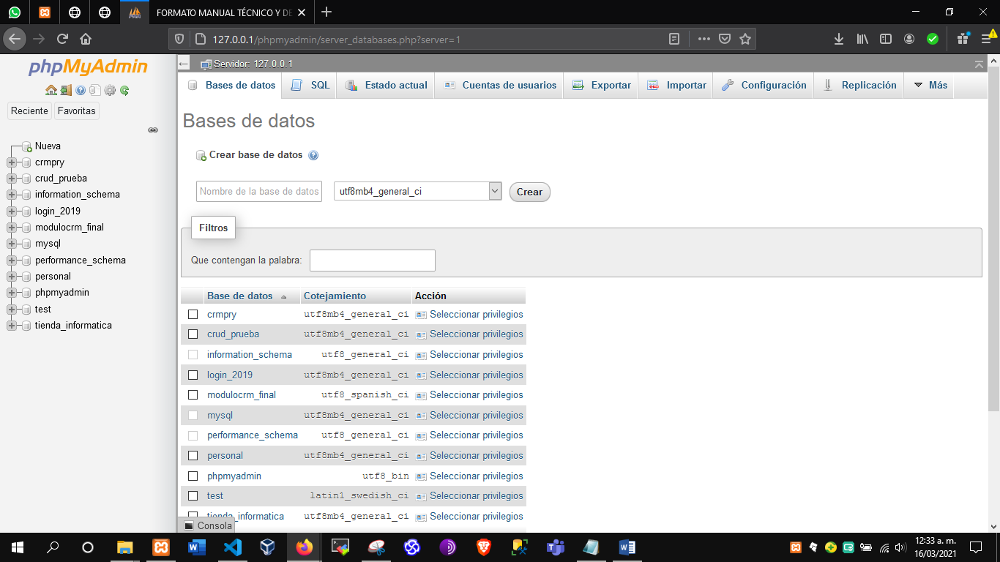 FORMATO MANUAL TÉCNICO Y DE
127.0.0.1/phpmyadmin/server_databases.php?server=1
phpMyAdmin
Reciente Favoritas
Nueva
crmpry
crud_prueba
information_schema
login_2019
modulocrm_final
mysql
performance_schema
personal
phpmyadmin
test
tienda_informatica
Servidor: 127.0.0.1
Bases de datos SQL Estado actual Cuentas de usuarios Exportar Importar Configuración Replicación Más
Bases de datos
Crear base de datos
Nombre de la base de datos utf8mb4_general_ci Crear
Filtros
Que contengan la palabra:
Base de datos Cotejamiento Acción
crmpry utf8mb4_general_ci Seleccionar privilegios
crud_prueba utf8mb4_general_ci Seleccionar privilegios
information_schema utf8_general_ci Seleccionar privilegios
login_2019 utf8mb4_general_ci Seleccionar privilegios
modulocrm_final utf8_spanish_ci Seleccionar privilegios
mysql utf8mb4_general_ci Seleccionar privilegios
performance_schema utf8_general_ci Seleccionar privilegios
personal utf8mb4_general_ci Seleccionar privilegios
phpmyadmin utf8_bin Seleccionar privilegios
test latin1_swedish_ci Seleccionar privilegios
tienda_informatica utf8mb4_general_ci Seleccionar privilegios
Consola
12:33 a. m.
16/03/2021